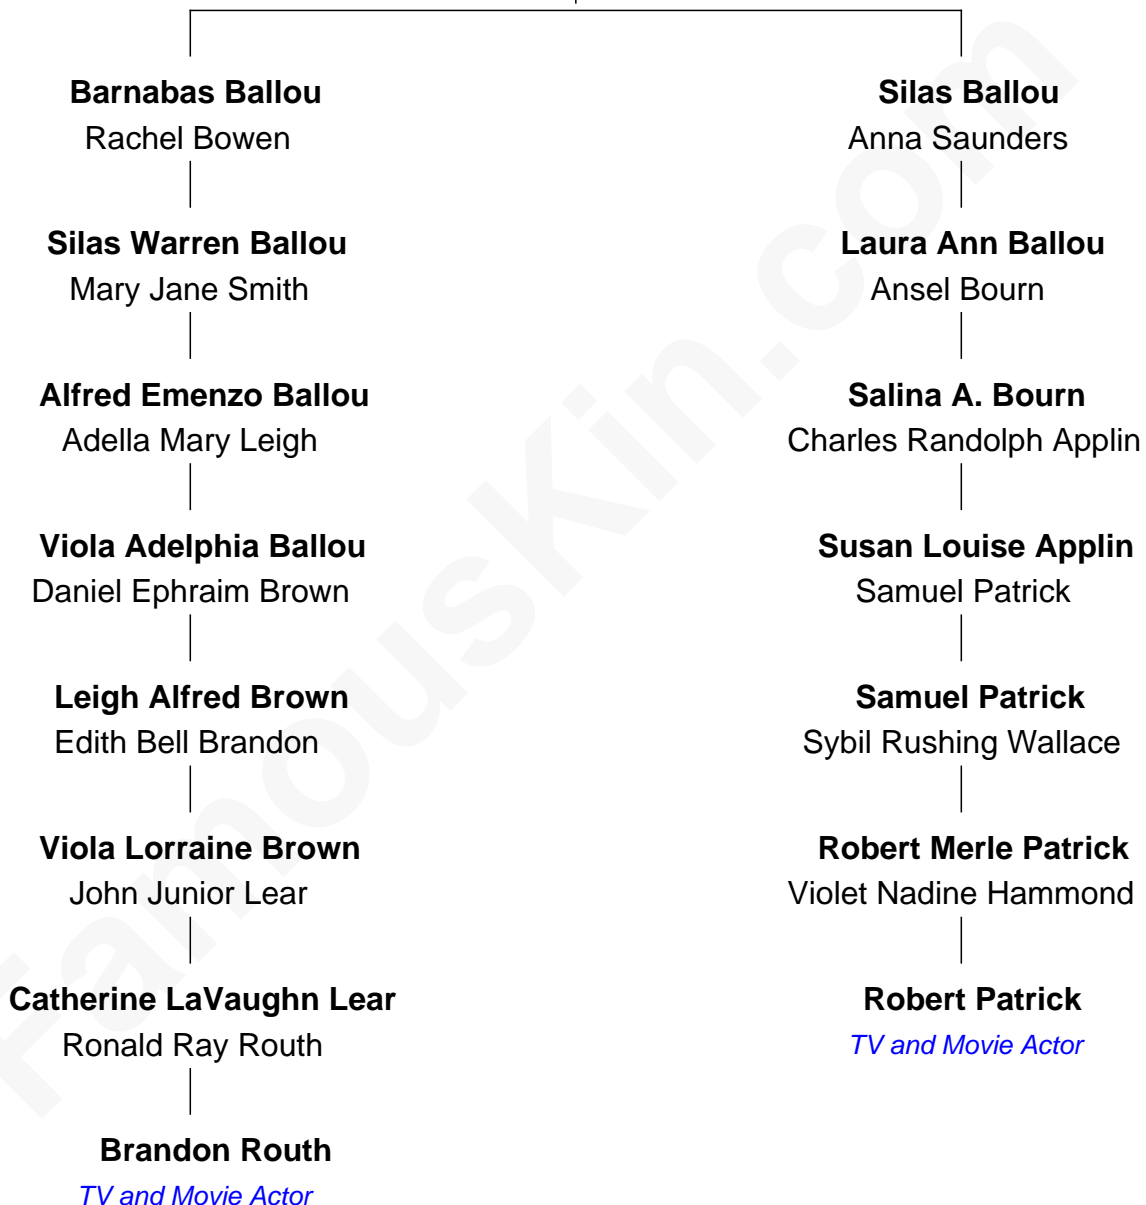 Barnabas Ballou
Rachel Bowen
Silas Warren Ballou
Mary Jane Smith
Alfred Emenzo Ballou
Adella Mary Leigh
Viola Adelphia Ballou
Daniel Ephraim Brown
Leigh Alfred Brown
Edith Bell Brandon
Viola Lorraine Brown
John Junior Lear
Catherine LaVaughn Lear
Ronald Ray Routh
Brandon Routh
TV and Movie Actor
Silas Ballou
Anna Saunders
Laura Ann Ballou
Ansel Bourn
Salina A. Bourn
Charles Randolph Applin
Susan Louise Applin
Samuel Patrick
Samuel Patrick
Sybil Rushing Wallace
Robert Merle Patrick
Violet Nadine Hammond
Robert Patrick
TV and Movie Actor
FamousKin.com